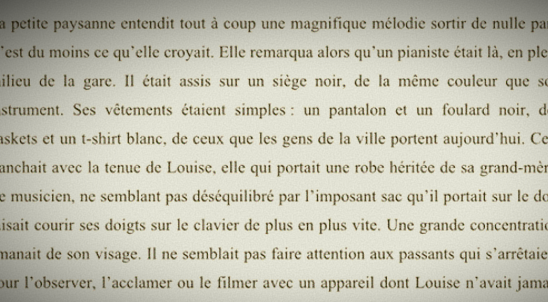 a petite paysanne entendit tout à coup une magnifique mélodie sortir de nulle pa
'est du moins ce qu'elle croyait. Elle remarqua alors qu'un pianiste était là, en ple
ilieu de la gare. Il était assis sur un siège noir, de la même couleur que so
strument. Ses vêtements étaient simples : un pantalon et un foulard noir, d
askets et un t-shirt blanc, de ceux que les gens de la ville portent aujourd'hui. Ce
anchait avec la tenue de Louise, elle qui portait une robe héritée de sa grand-mèr
e musicien, ne semblant pas déséquilibré par l'imposant sac qu'il portait sur le do
isait courir ses doigts sur le clavier de plus en plus vite. Une grande concentratio
manait de son visage. Il ne semblait pas faire attention aux passants qui s'arrêtaie
our l'observer, l'acclamer ou le filmer avec un appareil dont Louise n'avait jama